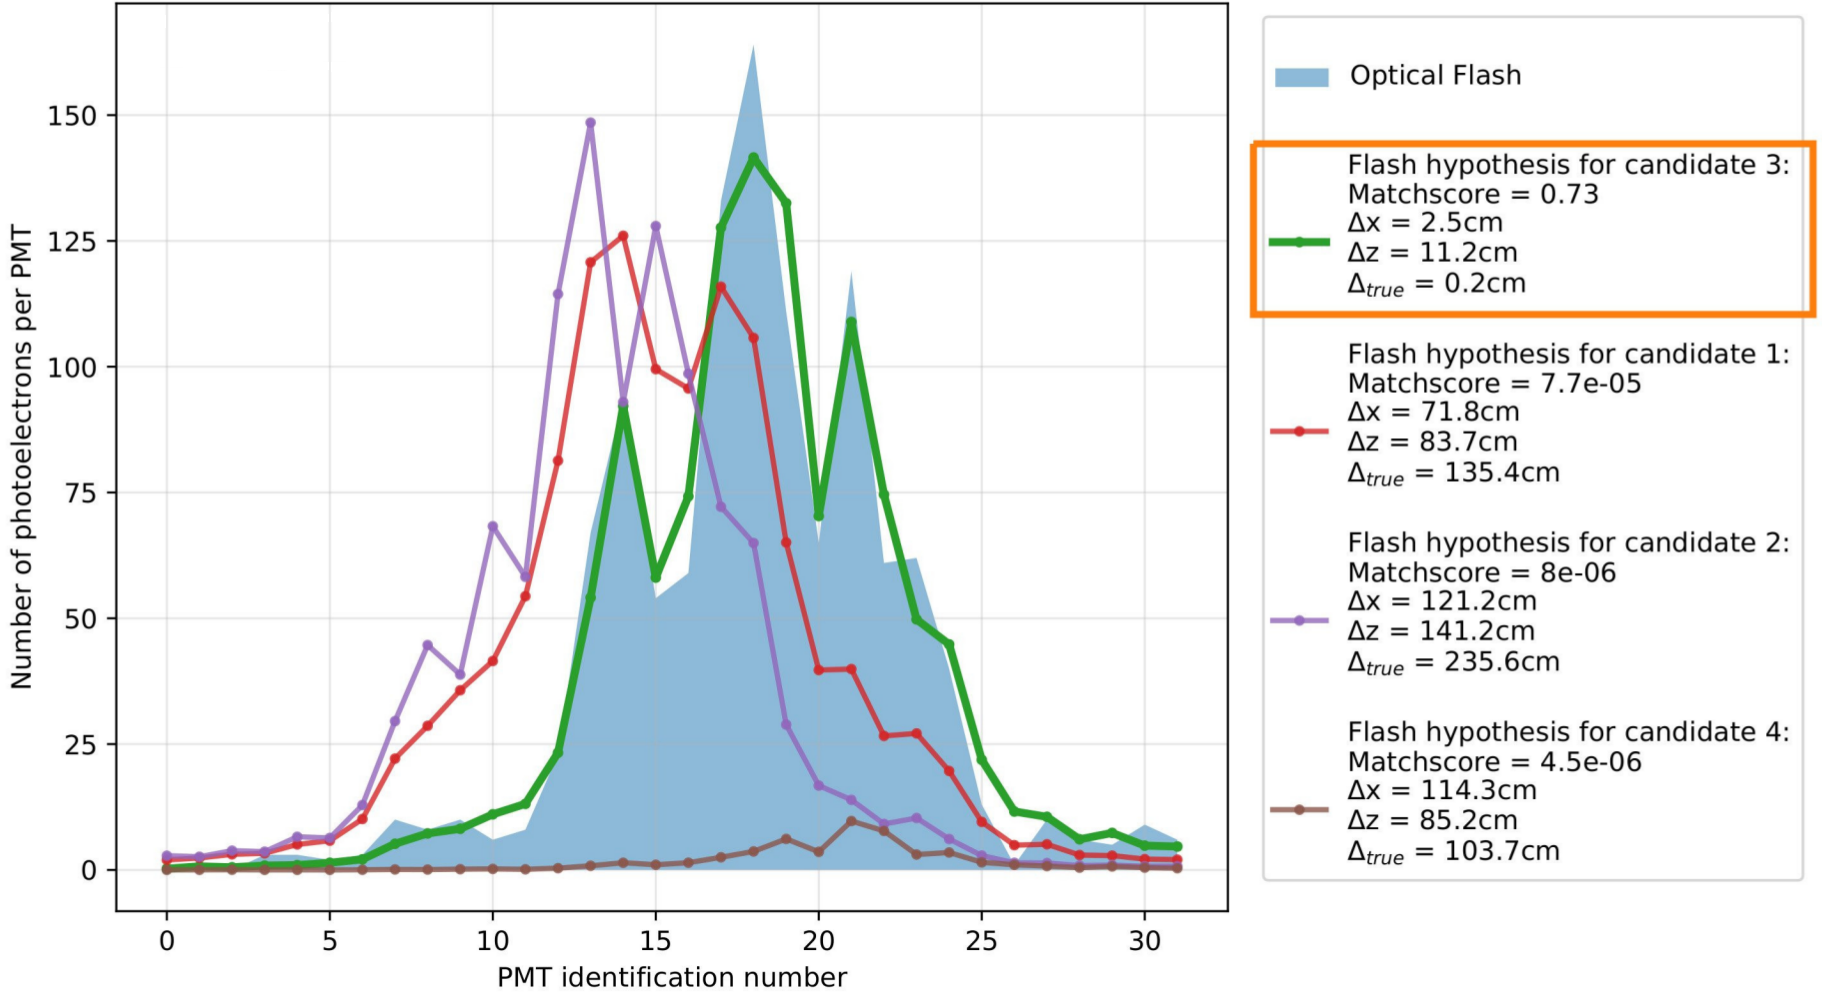 Number of photoelectrons per PMT
150
125
100
75
50
25
0
0 5 10 15 20 25 30
PMT identification number
Optical Flash
Flash hypothesis for candidate 3:
Matchscore = 0.73
Δx = 2.5cm
Δz = 11.2cm
Δtrue = 0.2cm
Flash hypothesis for candidate 1:
Matchscore = 7.7e-05
Δx = 71.8cm
Δz = 83.7cm
Δtrue = 135.4cm
Flash hypothesis for candidate 2:
Matchscore = 8e-06
Δx = 121.2cm
Δz = 141.2cm
Δtrue = 235.6cm
Flash hypothesis for candidate 4:
Matchscore = 4.5e-06
Δx = 114.3cm
Δz = 85.2cm
Δtrue = 103.7cm